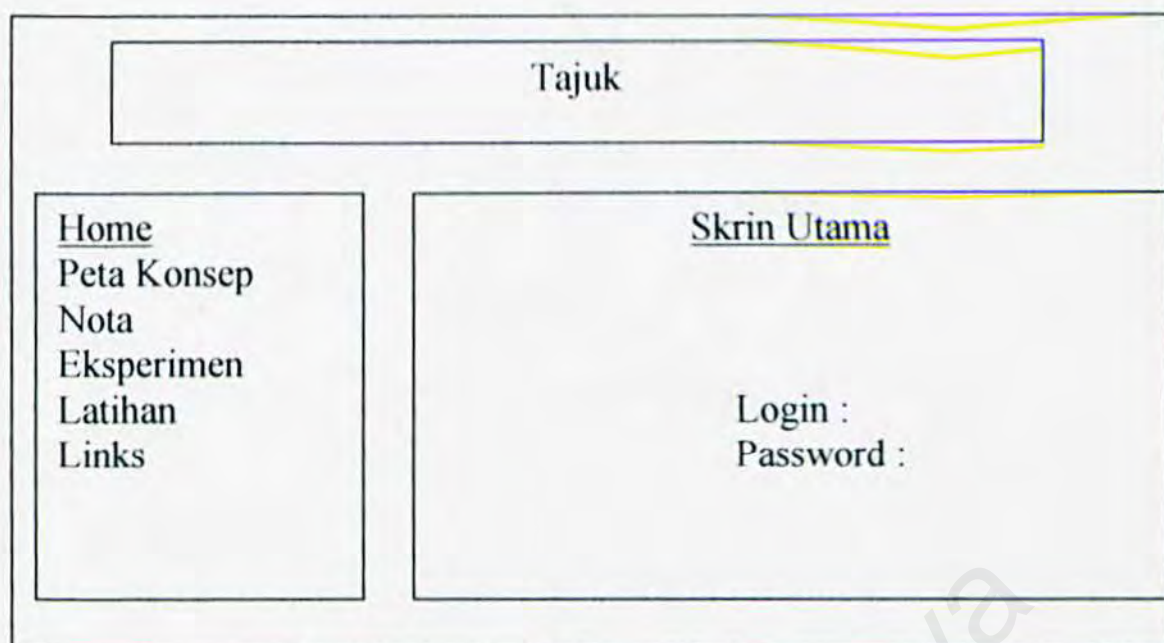 Tajuk
Home
Peta Konsep
Nota
Eksperimen
Latihan
Links
Skrin Utama
Login :
Password :